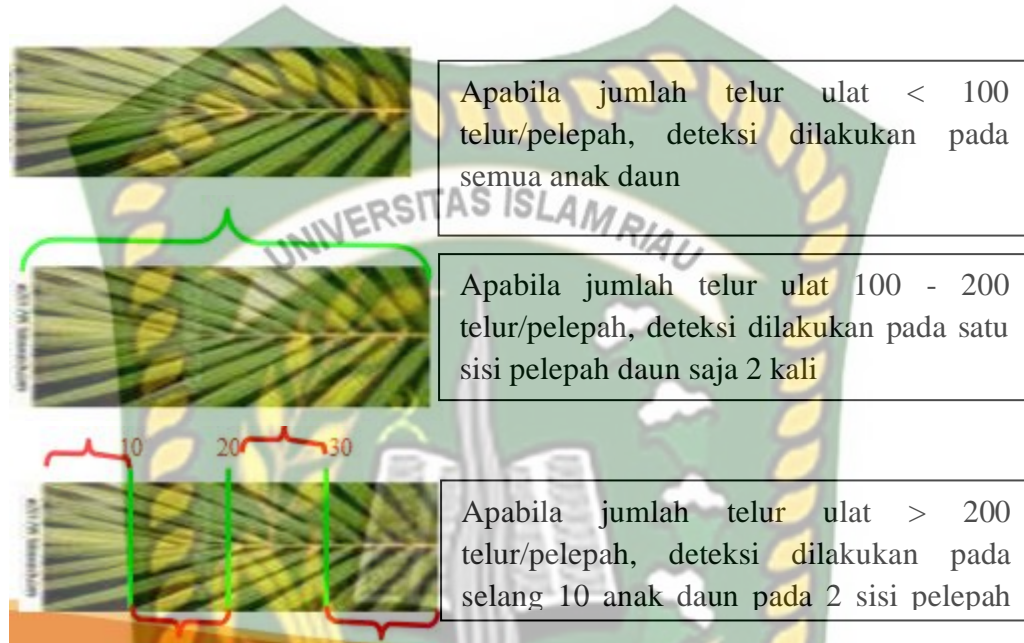 Apabila jumlah telur ulat < 100
telur/pelepah, deteksi dilakukan pada
semua anak daun
UNIVERSITAS ISLAM RIAU
Apabila jumlah telur ulat 100 - 200
telur/pelepah, deteksi dilakukan pada satu
sisi pelepah daun saja 2 kali
10 20 30
Apabila jumlah telur ulat > 200
telur/pelepah, deteksi dilakukan pada
selang 10 anak daun pada 2 sisi pelepah